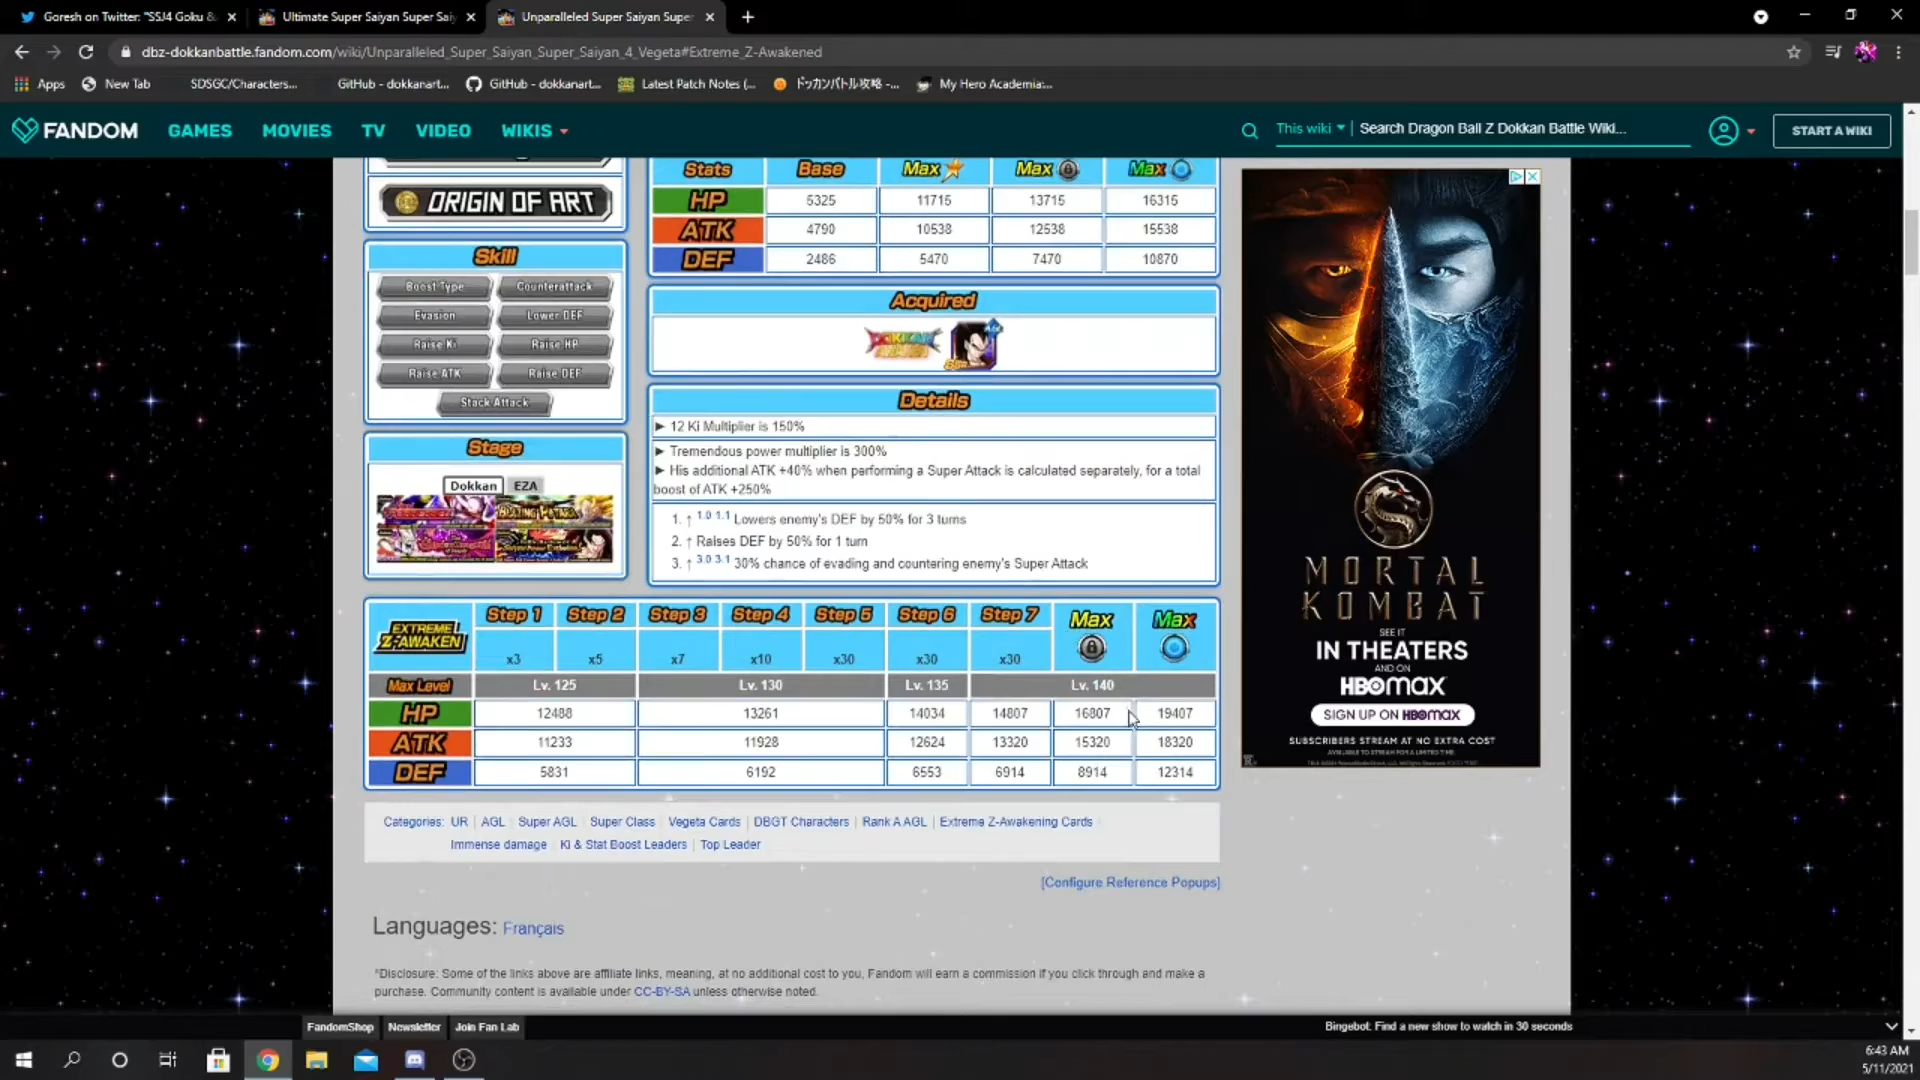 Goresh on Twitter: "SSJ4 Goku &
Ultimate Super Saiyan Super Sai
Unparalleled Super Saiyan Super
dbz-dokkanbattle.fandom.com/wiki/Unparalleled_Super_Saiyan_Super_Saiyan_4_Vegeta#Extreme_Z-Awakened
Apps New Tab SDSGC/Characters... GitHub - dokkanart... GitHub - dokkanart... Latest Patch Notes (... ドッカンバトル攻略 -... My Hero Academia:...
FANDOM GAMES MOVIES TV VIDEO WIKIS This wiki Search Dragon Ball Z Dokkan Battle Wiki... START A WIKI
ORIGIN OF ART
Skill
Boost Type Counterattack
Evasion Lower DEF
Raise Ki Raise HP
Raise ATK Raise DEF
Stack Attack
Stage
Dokkan EZA
Stats Base Max Max Max
HP 5325 11715 13715 16315
ATK 4790 10538 12538 15538
DEF 2486 5470 7470 10870
Acquired
Details
► 12 Ki Multiplier is 150%
► Tremendous power multiplier is 300%
► His additional ATK +40% when performing a Super Attack is calculated separately, for a total
boost of ATK +250%
1. ↑ 1.0 1.1 Lowers enemy's DEF by 50% for 3 turns
2. ↑ Raises DEF by 50% for 1 turn
3. ↑ 3.0 3.1 30% chance of evading and countering enemy's Super Attack
EXTREME Z-AWAKEN Step 1 Step 2 Step 3 Step 4 Step 5 Step 6 Step 7 Max Max
x3 x5 x7 x10 x30 x30 x30
Max Level Lv. 125 Lv. 130 Lv. 135 Lv. 140
HP 12488 13261 14034 14807 16807 19407
ATK 11233 11928 12624 13320 15320 18320
DEF 5831 6192 6553 6914 8914 12314
Categories: UR | AGL | Super AGL | Super Class | Vegeta Cards | DBGT Characters | Rank A AGL | Extreme Z-Awakening Cards
Immense damage | Ki & Stat Boost Leaders | Top Leader
[Configure Reference Popups]
Languages: Français
*Disclosure: Some of the links above are affiliate links, meaning, at no additional cost to you, Fandom will earn a commission if you click through and make a
purchase. Community content is available under CC-BY-SA unless otherwise noted.
MORTAL
KOMBAT
SEE IT
IN THEATERS
AND ON
HBOMAX
SIGN UP ON HBOMAX
SUBSCRIBERS STREAM AT NO EXTRA COST
FandomShop Newsletter Join Fan Lab Bingebot: Find a new show to watch in 30 seconds
6:43 AM
5/11/2021